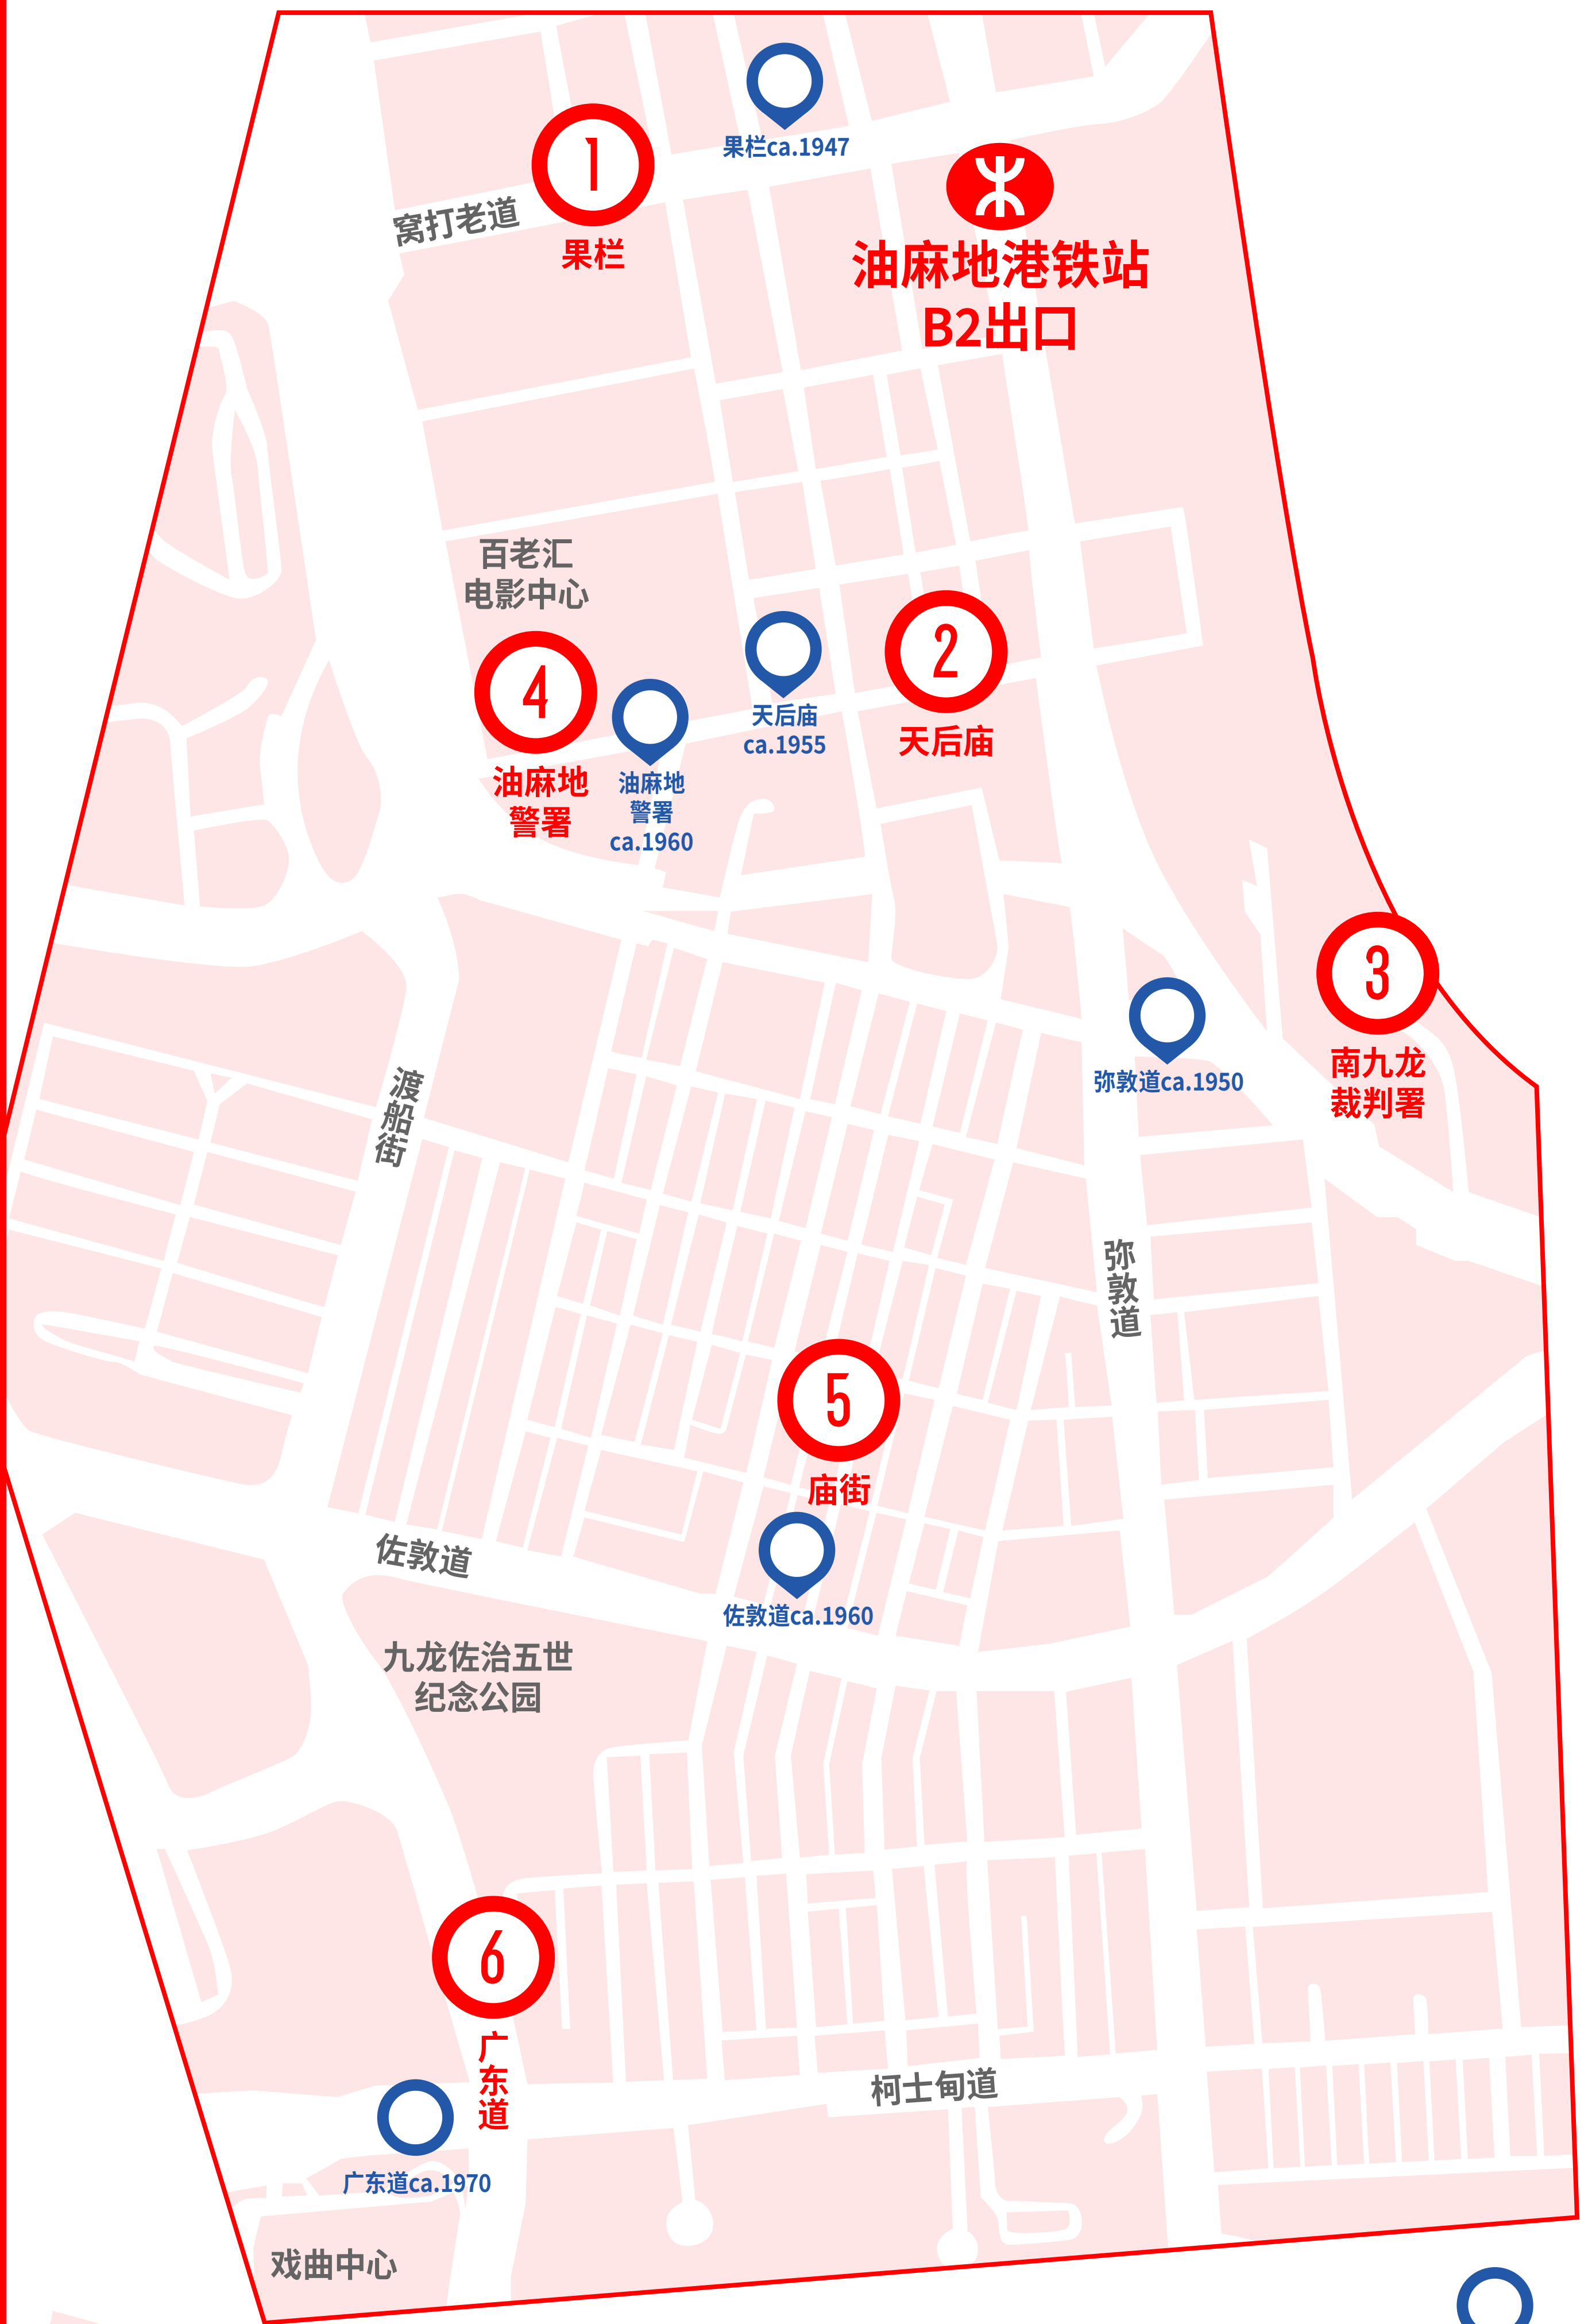 果栏ca.1947
1
窝打老道
果栏
油麻地港铁站
B2出口
百老汇
电影中心
2
天后庙
4
天后庙
ca.1955
油麻地
警署
油麻地
警署
ca.1960
3
南九龙
裁判署
弥敦道ca.1950
渡船街
弥敦道
5
庙街
佐敦道
佐敦道ca.1960
九龙佐治五世
纪念公园
6
广东道
柯士甸道
广东道ca.1970
戏曲中心